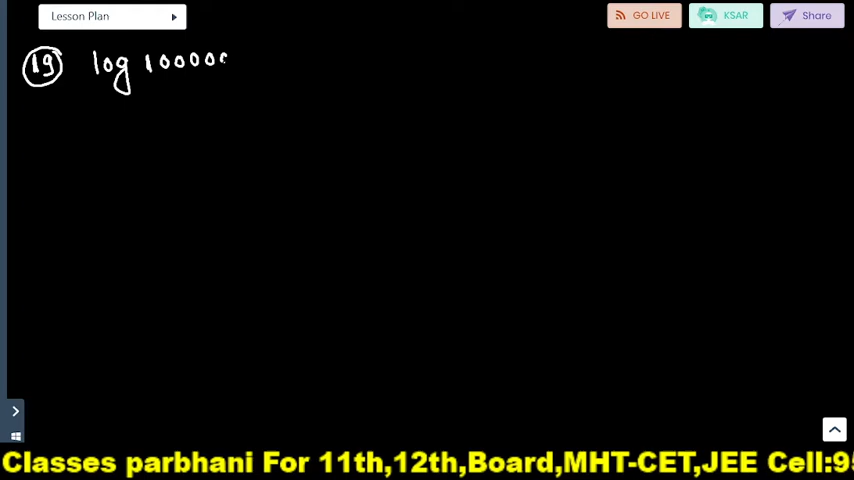 Lesson Plan
GO LIVE
KSAR
Share
19 log 100000
Classes parbhani For 11th,12th,Board,MHT-CET,JEE Cell:9